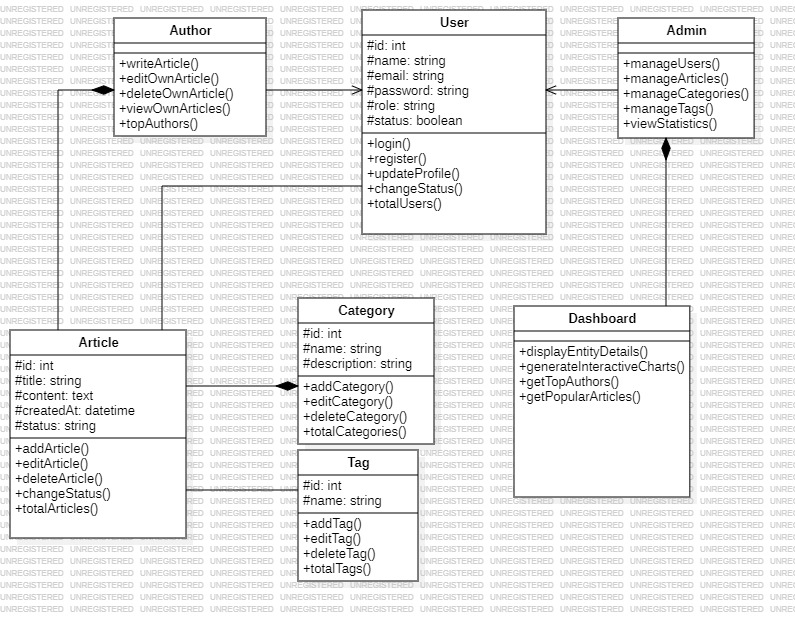 Author
+writeArticle()
+editOwnArticle()
+deleteOwnArticle()
+viewOwnArticles()
+topAuthors()
User
#id: int
#name: string
#email: string
#password: string
#role: string
#status: boolean
+login()
+register()
+updateProfile()
+changeStatus()
+totalUsers()
Admin
+manageUsers()
+manageArticles()
+manageCategories()
+manageTags()
+viewStatistics()
Article
#id: int
#title: string
#content: text
#createdAt: datetime
#status: string
+addArticle()
+editArticle()
+deleteArticle()
+changeStatus()
+totalArticles()
Category
#id: int
#name: string
#description: string
+addCategory()
+editCategory()
+deleteCategory()
+totalCategories()
Tag
#id: int
#name: string
+addTag()
+editTag()
+deleteTag()
+totalTags()
Dashboard
+displayEntityDetails()
+generateInteractiveCharts()
+getTopAuthors()
+getPopularArticles()
UNREGISTERED